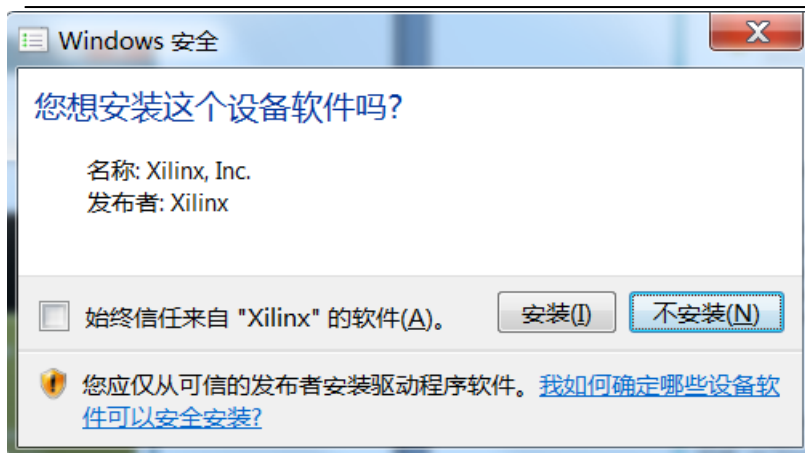 Windows 安全
您想安装这个设备软件吗?
名称: Xilinx, Inc.
发布者: Xilinx
始终信任来自 "Xilinx" 的软件(A)。
安装(I)
不安装(N)
您应仅从可信的发布者安装驱动程序软件。我如何确定哪些设备软
件可以安全安装?